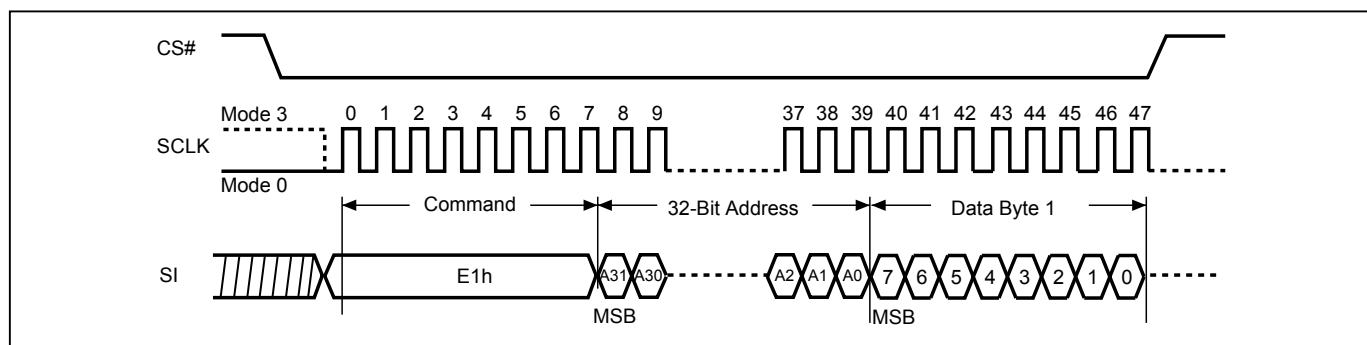 CS#
Mode 3
0 1 2 3 4 5 6 7 8 9 37 38 39 40 41 42 43 44 45 46 47
SCLK
Mode 0
Command 32-Bit Address Data Byte 1
SI E1h A31 A30 A2 A1 A0 7 6 5 4 3 2 1 0
MSB MSB